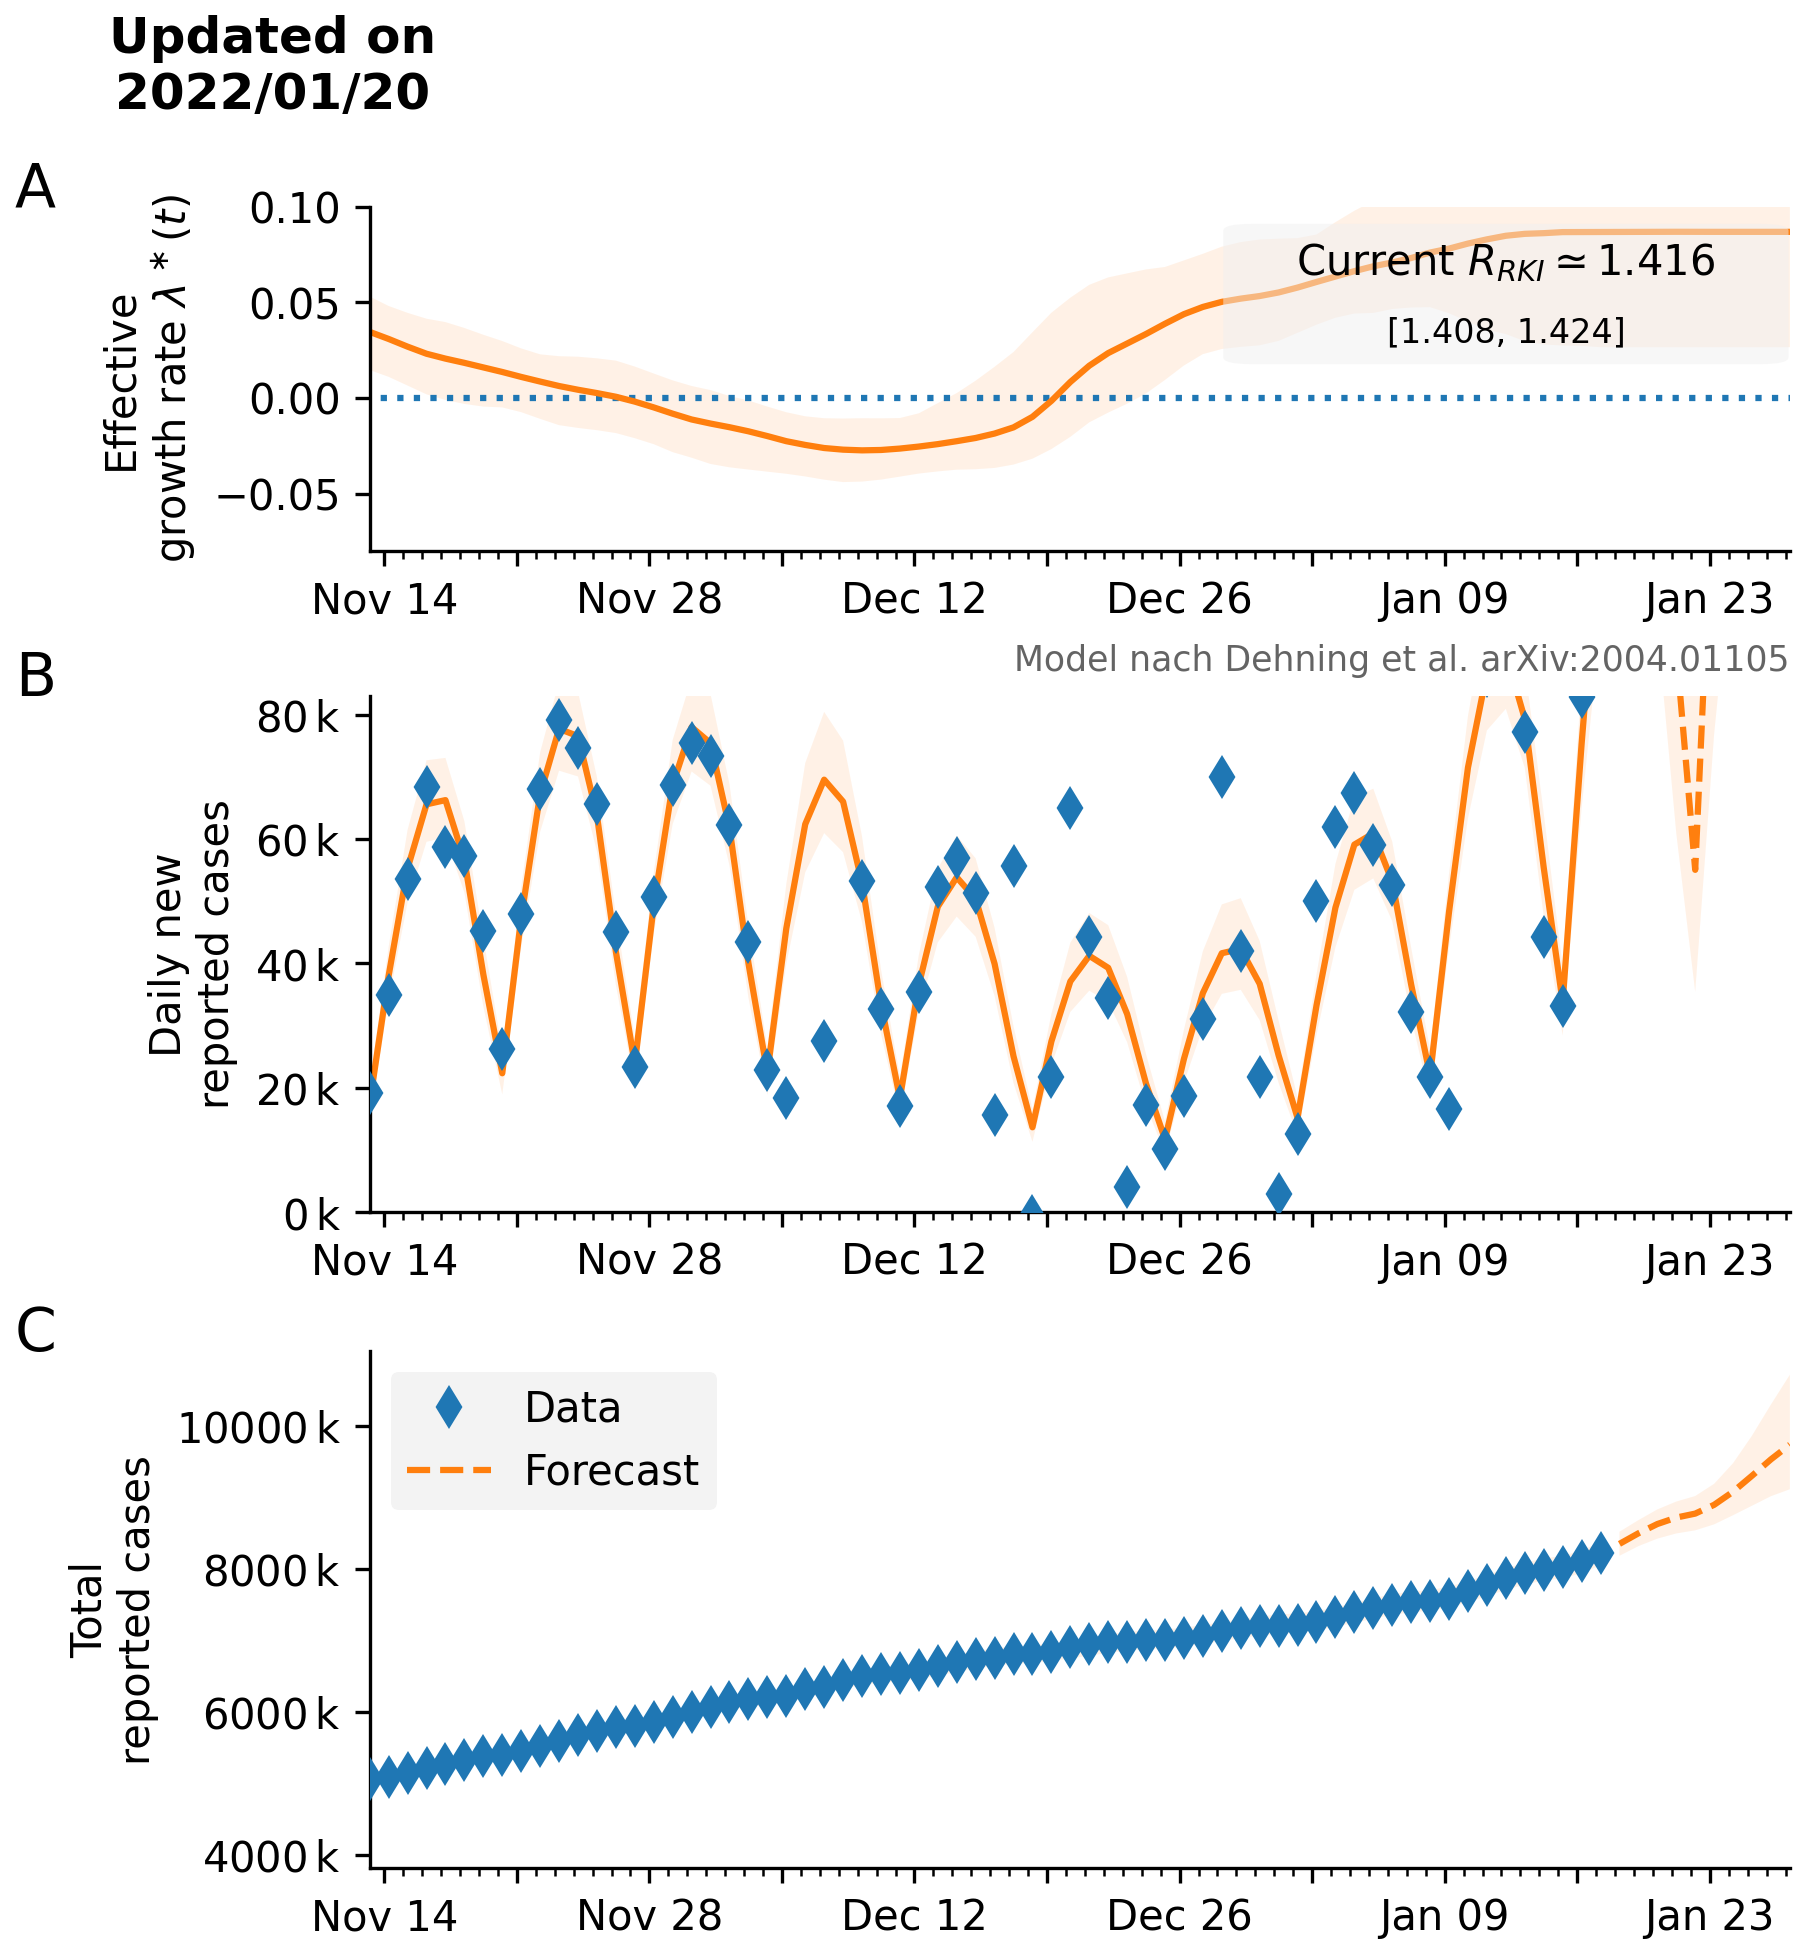 Updated on
2022/01/20
A
Effective
growth rate λ * (t)
0.10
0.05
0.00
−0.05
Current R_RKI ≃ 1.416
[1.408, 1.424]
Nov 14 Nov 28 Dec 12 Dec 26 Jan 09 Jan 23
Model nach Dehning et al. arXiv:2004.01105
B
Daily new
reported cases
80 k
60 k
40 k
20 k
0 k
Nov 14 Nov 28 Dec 12 Dec 26 Jan 09 Jan 23
C
Total
reported cases
10000 k
8000 k
6000 k
4000 k
Data
Forecast
Nov 14 Nov 28 Dec 12 Dec 26 Jan 09 Jan 23